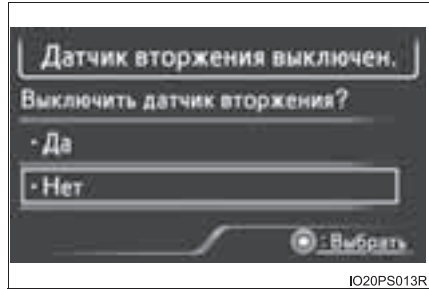 Датчик вторжения выключен.
Выключить датчик вторжения?
・Да
・Нет
:Выбрать
IO20PS013R